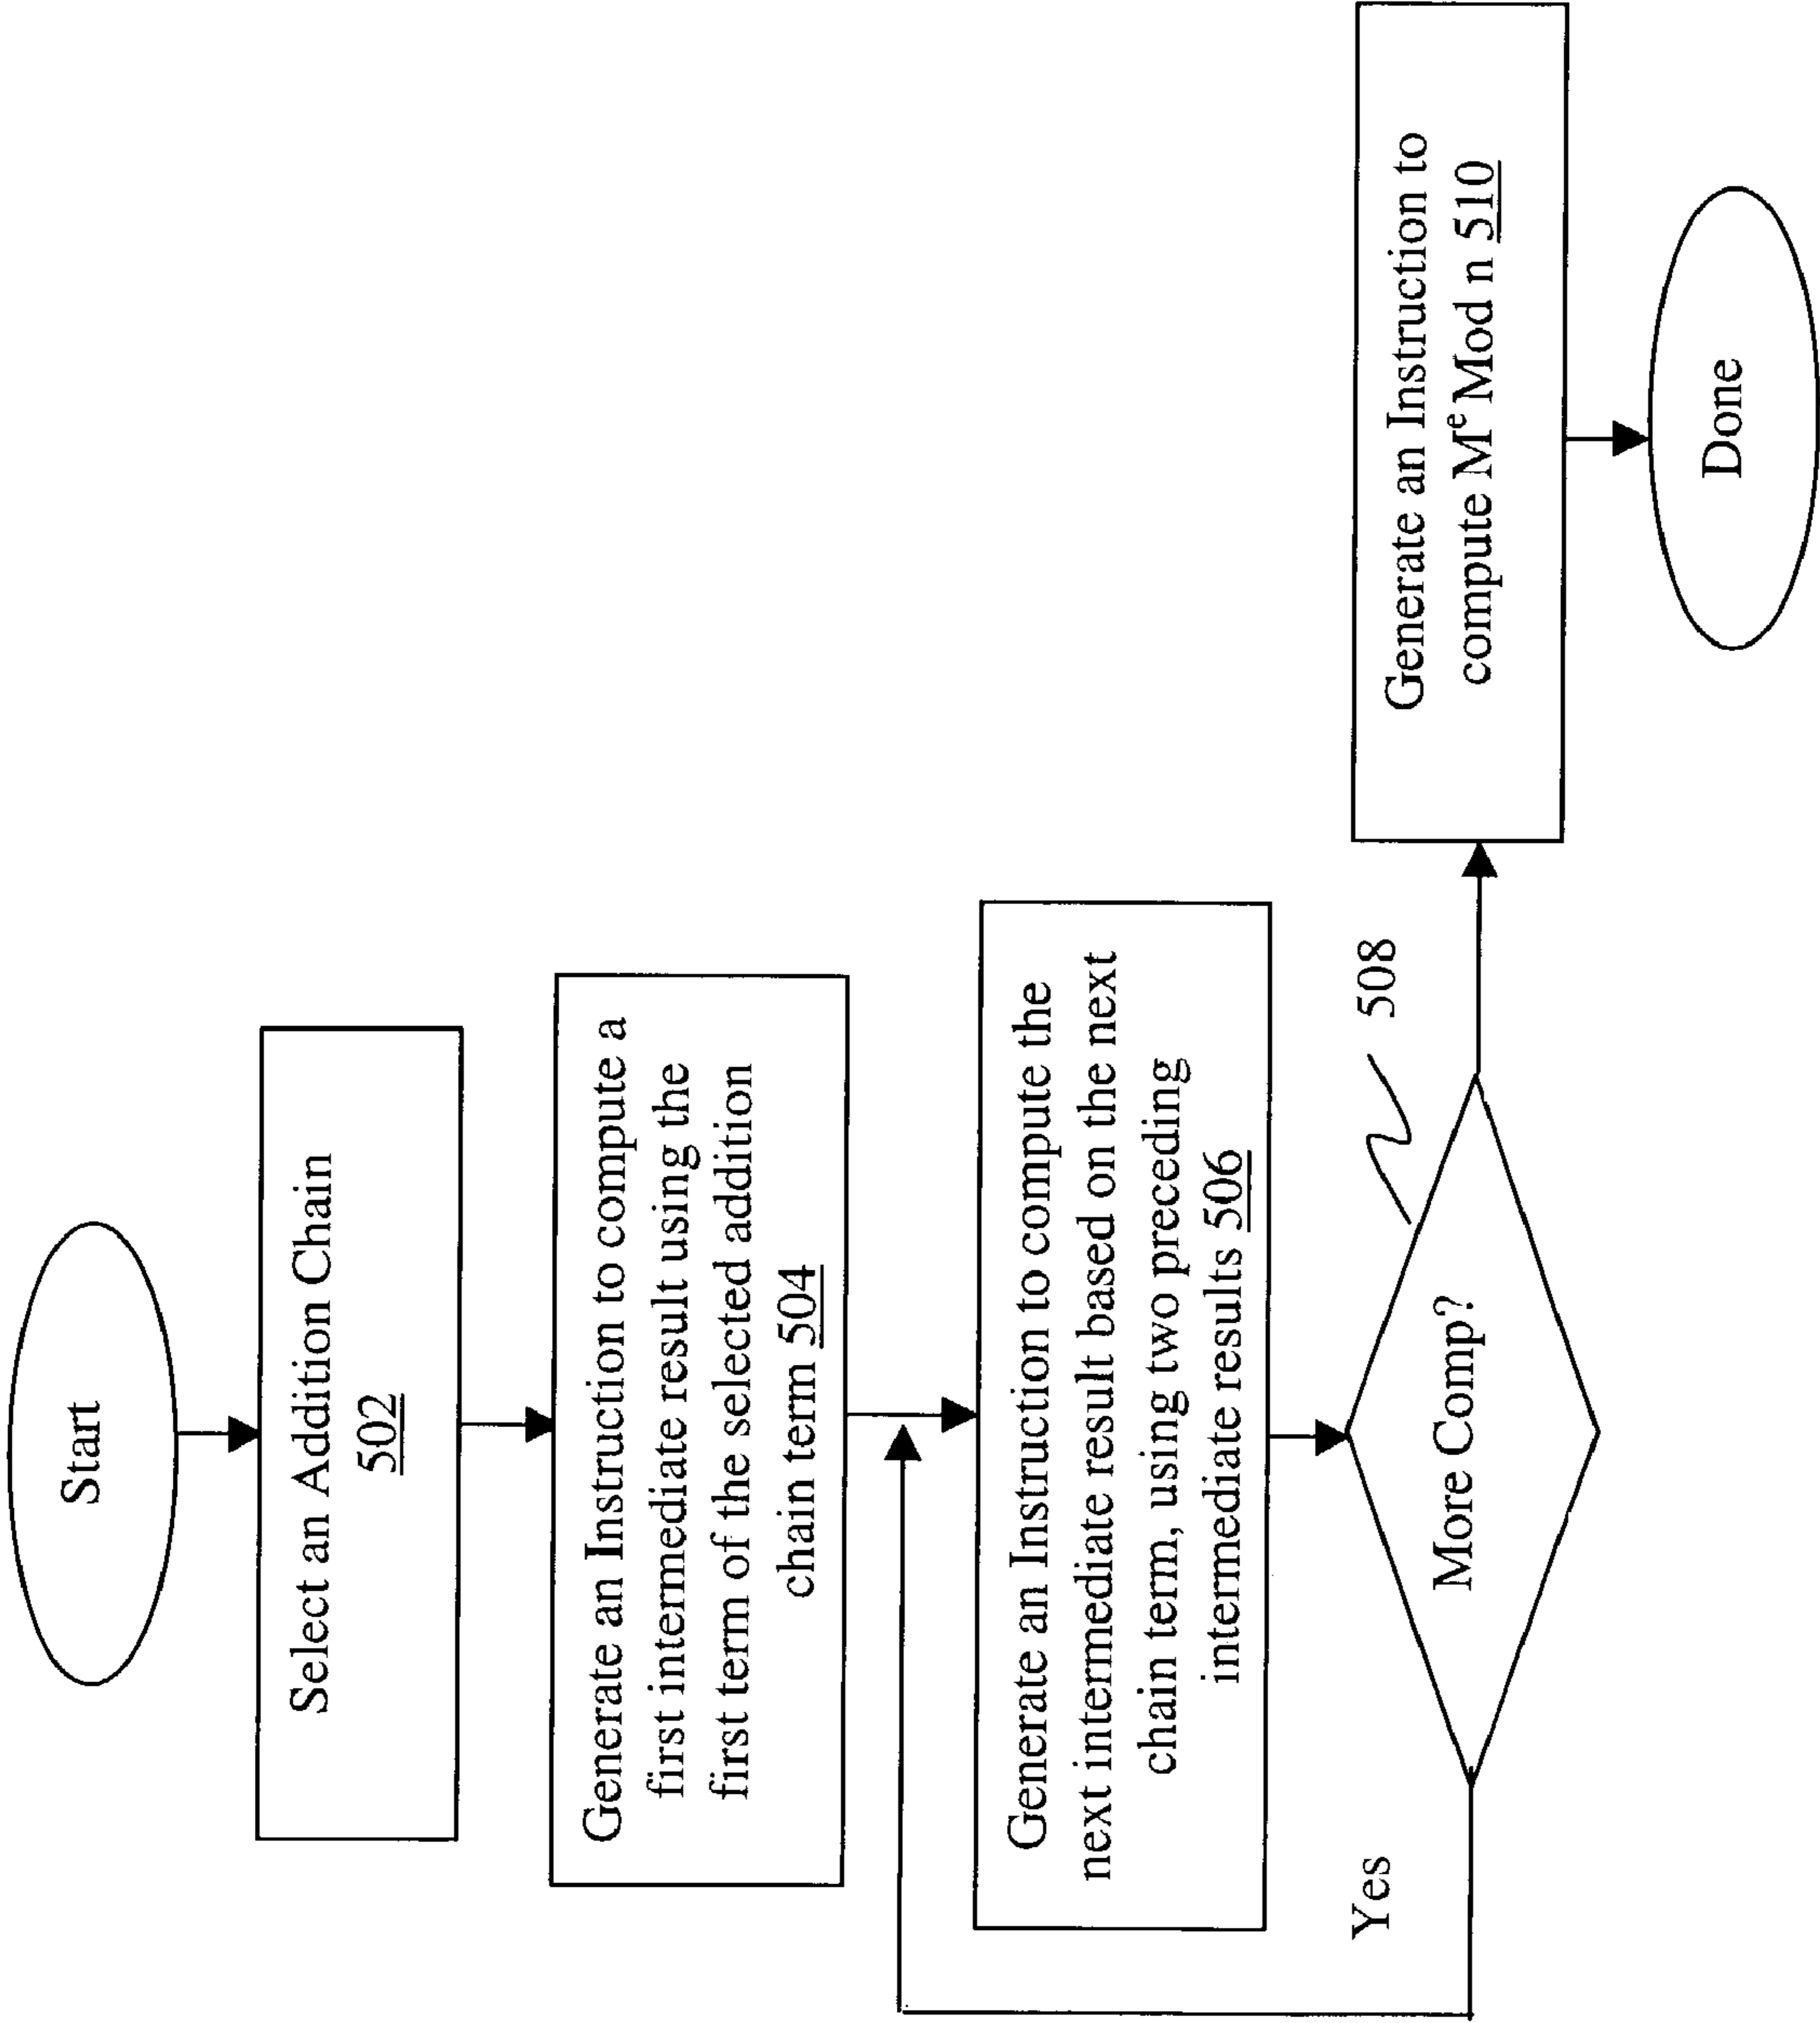 Start
Select an Addition Chain
502
Generate an Instruction to compute a
first intermediate result using the
first term of the selected addition
chain term 504
Generate an Instruction to compute the
next intermediate result based on the next
chain term, using two preceding
intermediate results 506
Yes
More Comp?
508
Generate an Instruction to
compute Mᵉ Mod n 510
Done